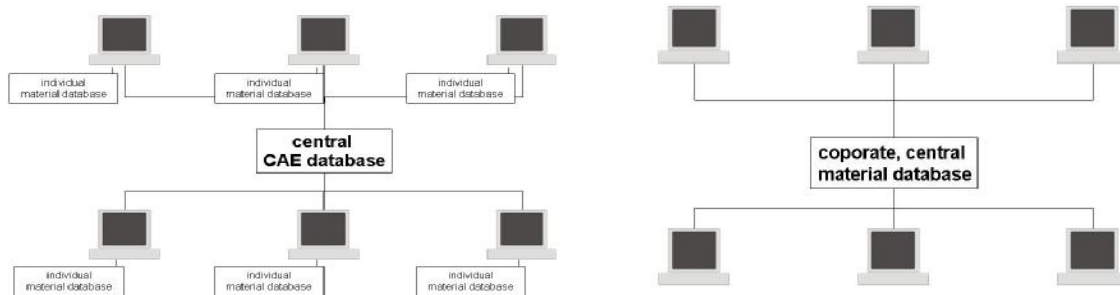 individual
material database
individual
material database
individual
material database
central
CAE database
coporate, central
material database
individual
material database
individual
material database
individual
material database